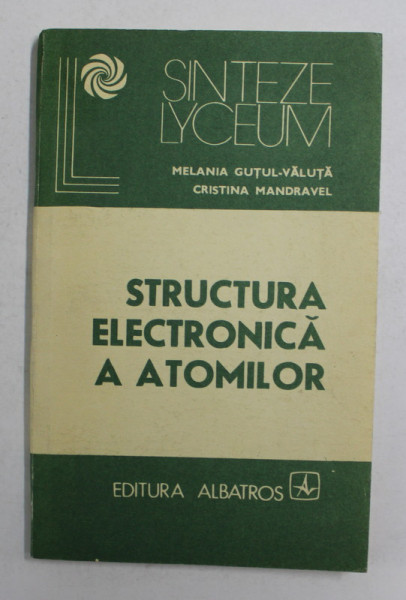 SINTEZE
LYCEUM
MELANIA GUȚUL-VĂLUȚĂ
CRISTINA MANDRAVEL
STRUCTURA
ELECTRONICĂ
A ATOMILOR
EDITURA ALBATROS